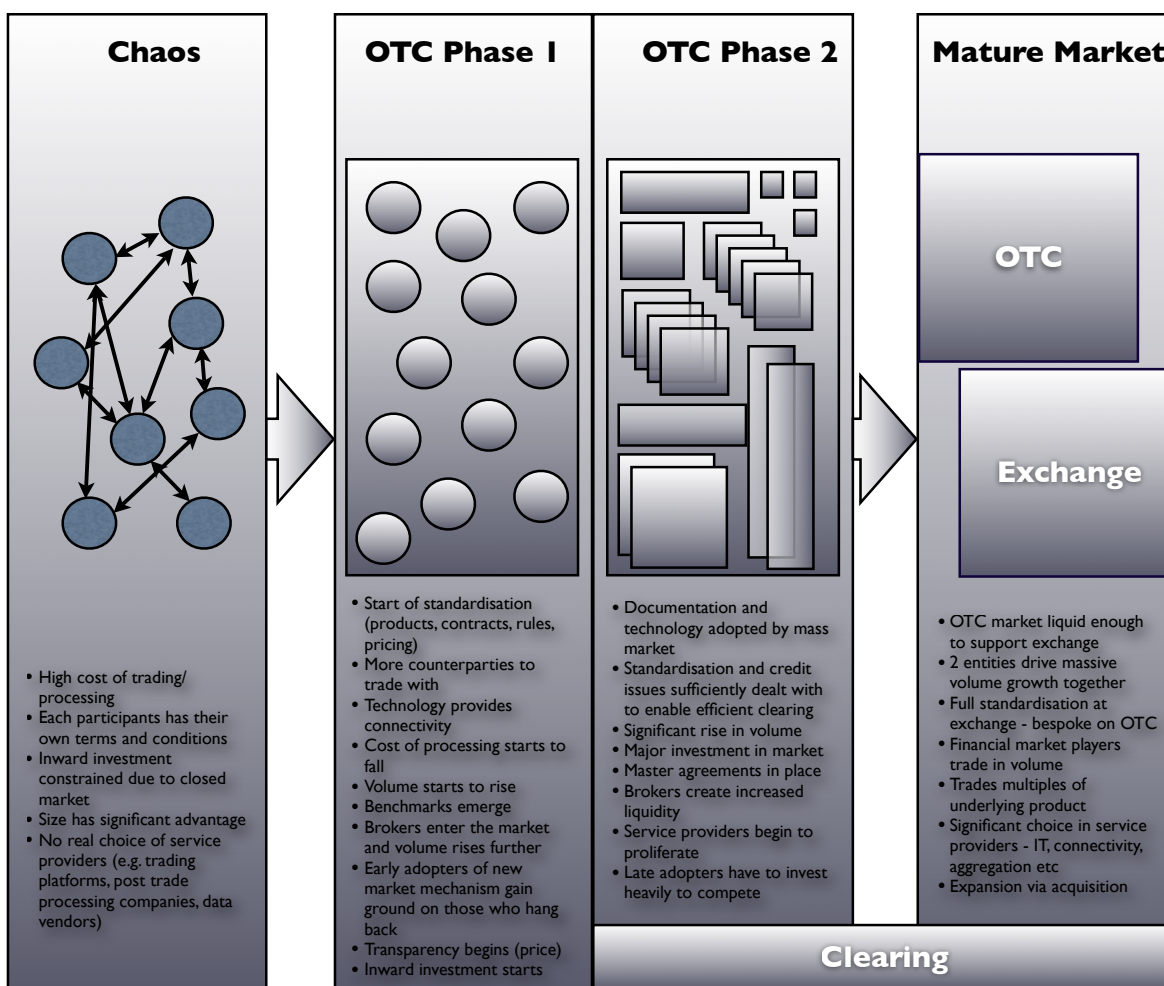 Chaos
• High cost of trading/
processing
• Each participants has their
own terms and conditions
• Inward investment
constrained due to closed
market
• Size has significant advantage
• No real choice of service
providers (e.g. trading
platforms, post trade
processing companies, data
vendors)
OTC Phase 1
• Start of standardisation
(products, contracts, rules,
pricing)
• More counterparties to
trade with
• Technology provides
connectivity
• Cost of processing starts to
fall
• Volume starts to rise
• Benchmarks emerge
• Brokers enter the market
and volume rises further
• Early adopters of new
market mechanism gain
ground on those who hang
back
• Transparency begins (price)
• Inward investment starts
OTC Phase 2
• Documentation and
technology adopted by mass
market
• Standardisation and credit
issues sufficiently dealt with
to enable efficient clearing
• Significant rise in volume
• Major investment in market
• Master agreements in place
• Brokers create increased
liquidity
• Service providers begin to
proliferate
• Late adopters have to invest
heavily to compete
Mature Market
OTC
Exchange
• OTC market liquid enough
to support exchange
• 2 entities drive massive
volume growth together
• Full standardisation at
exchange - bespoke on OTC
• Financial market players
trade in volume
• Trades multiples of
underlying product
• Significant choice in service
providers - IT, connectivity,
aggregation etc
• Expansion via acquisition
Clearing